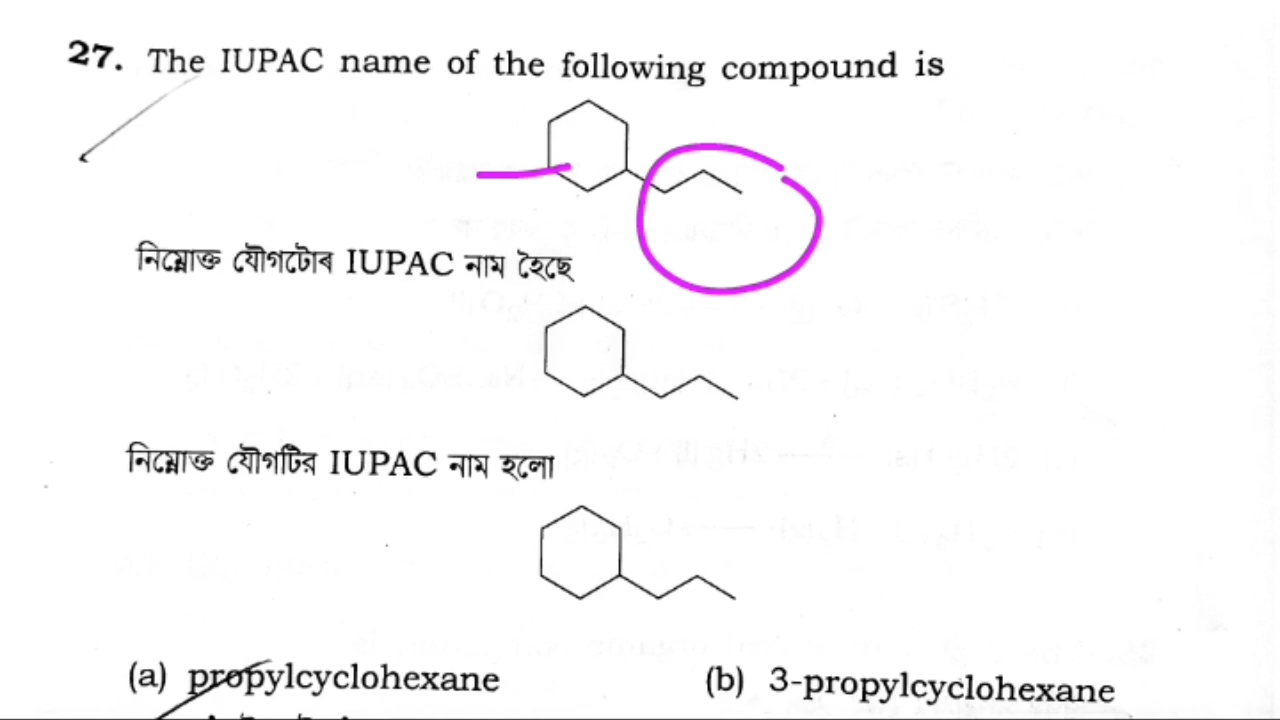 27. The IUPAC name of the following compound is
নিম্নোক্ত যৌগটোৰ IUPAC নাম হৈছে
নিম্নোক্ত যৌগটির IUPAC নাম হলো
(a) propylcyclohexane (b) 3-propylcyclohexane